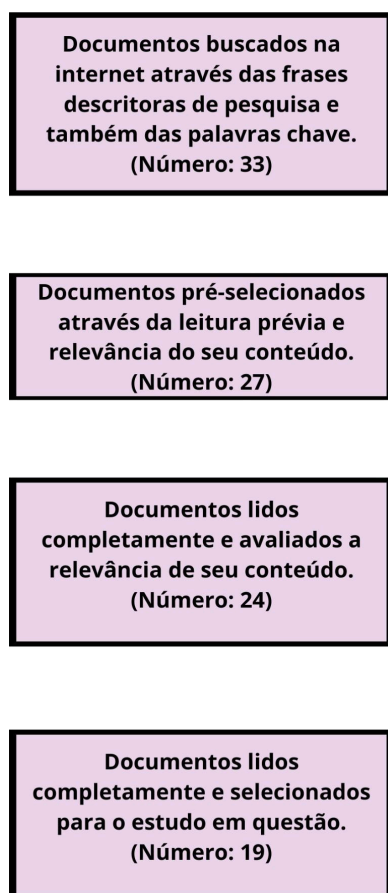 Documentos buscados na
internet através das frases
descritoras de pesquisa e
também das palavras chave.
(Número: 33)
Documentos pré-selecionados
através da leitura prévia e
relevância do seu conteúdo.
(Número: 27)
Documentos lidos
completamente e avaliados a
relevância de seu conteúdo.
(Número: 24)
Documentos lidos
completamente e selecionados
para o estudo em questão.
(Número: 19)